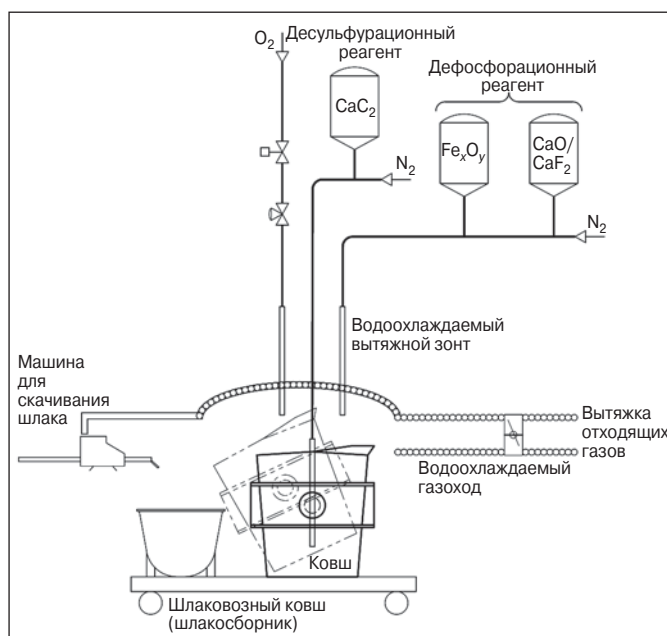 O₂
Десульфурационный
реагент
CaC₂
N₂
Дефосфорационный
реагент
FeₓOᵧ
CaO/
CaF₂
N₂
Водоохлаждаемый
вытяжной зонт
Машина
для
скачивания
шлака
Вытяжка
отходящих
газов
Водоохлаждаемый
газоход
Ковш
Шлаковозный ковш
(шлакосборник)